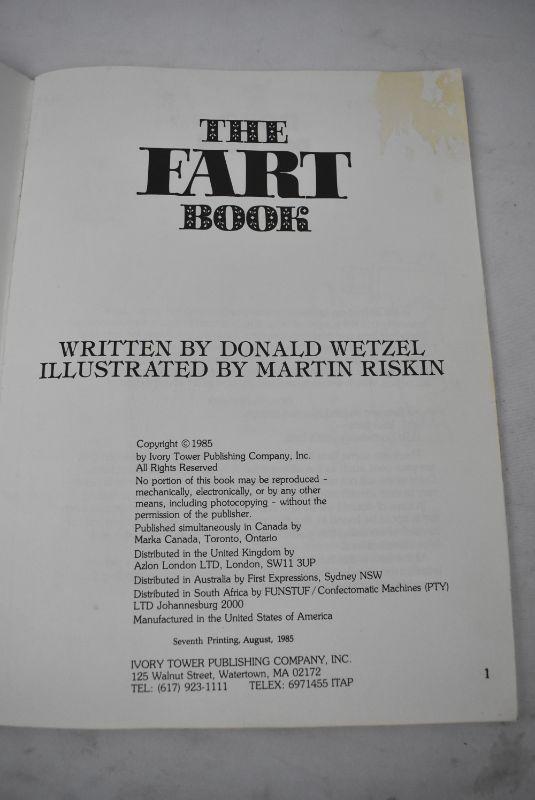 THE
FART
BOOK
WRITTEN BY DONALD WETZEL
ILLUSTRATED BY MARTIN RISKIN
Copyright © 1985
by Ivory Tower Publishing Company, Inc.
All Rights Reserved
No portion of this book may be reproduced -
mechanically, electronically, or by any other
means, including photocopying - without the
permission of the publisher.
Published simultaneously in Canada by
Marka Canada, Toronto, Ontario
Distributed in the United Kingdom by
Azlon London LTD, London, SW11 3UP
Distributed in Australia by First Expressions, Sydney NSW
Distributed in South Africa by FUNSTUF/Confectomatic Machines (PTY)
LTD Johannesburg 2000
Manufactured in the United States of America
Seventh Printing, August, 1985
IVORY TOWER PUBLISHING COMPANY, INC.
125 Walnut Street, Watertown, MA 02172
TEL: (617) 923-1111 TELEX: 6971455 ITAP
1